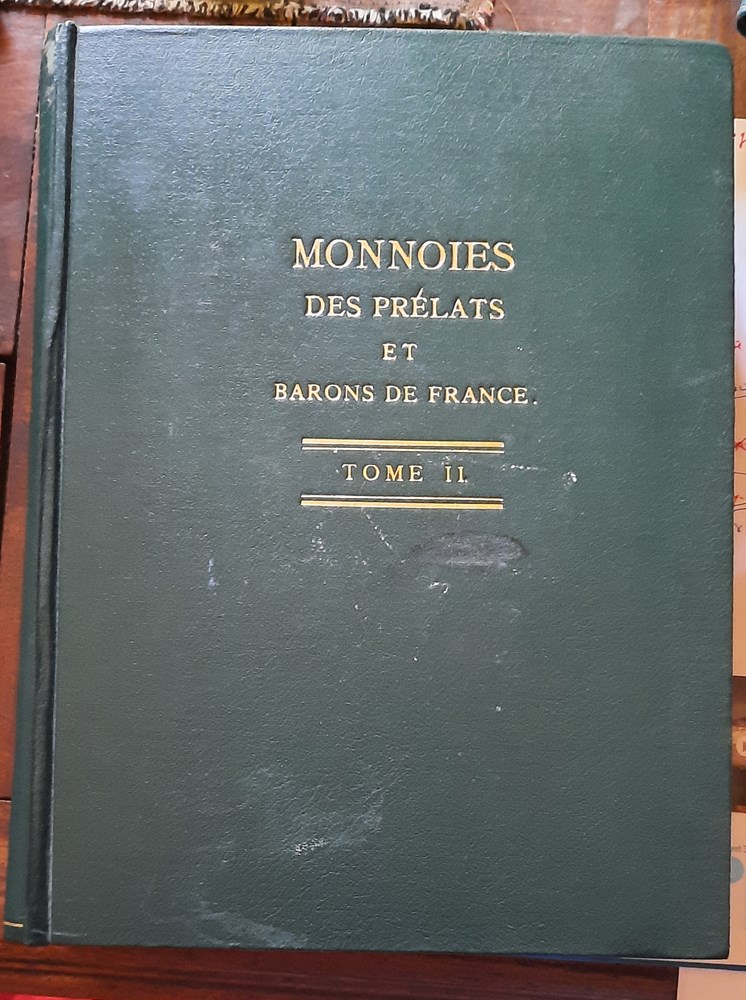 MONNOIES
DES PRÉLATS
ET
BARONS DE FRANCE.
TOME II.